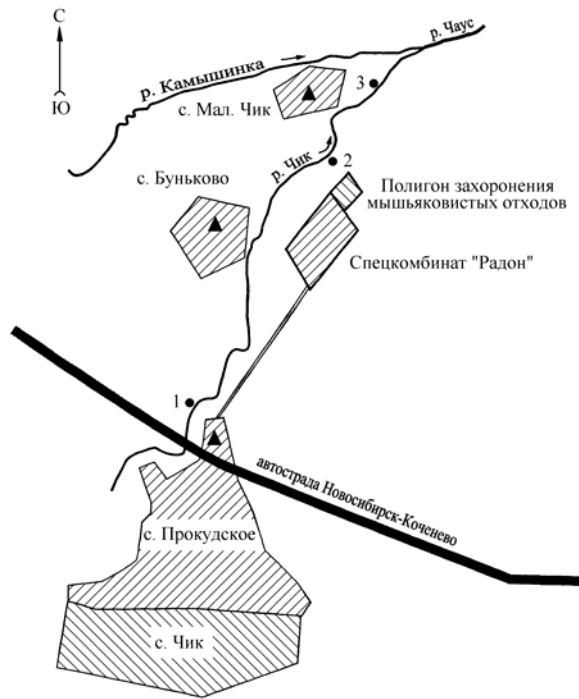 С
Ю
р. Чаус
р. Камышинка
3
с. Мал. Чик
р. Чик
2
с. Буньково
Полигон захоронения
мышьяковистых отходов
Спецкомбинат "Радон"
1
автострада Новосибирск-Коченево
с. Прокудское
с. Чик